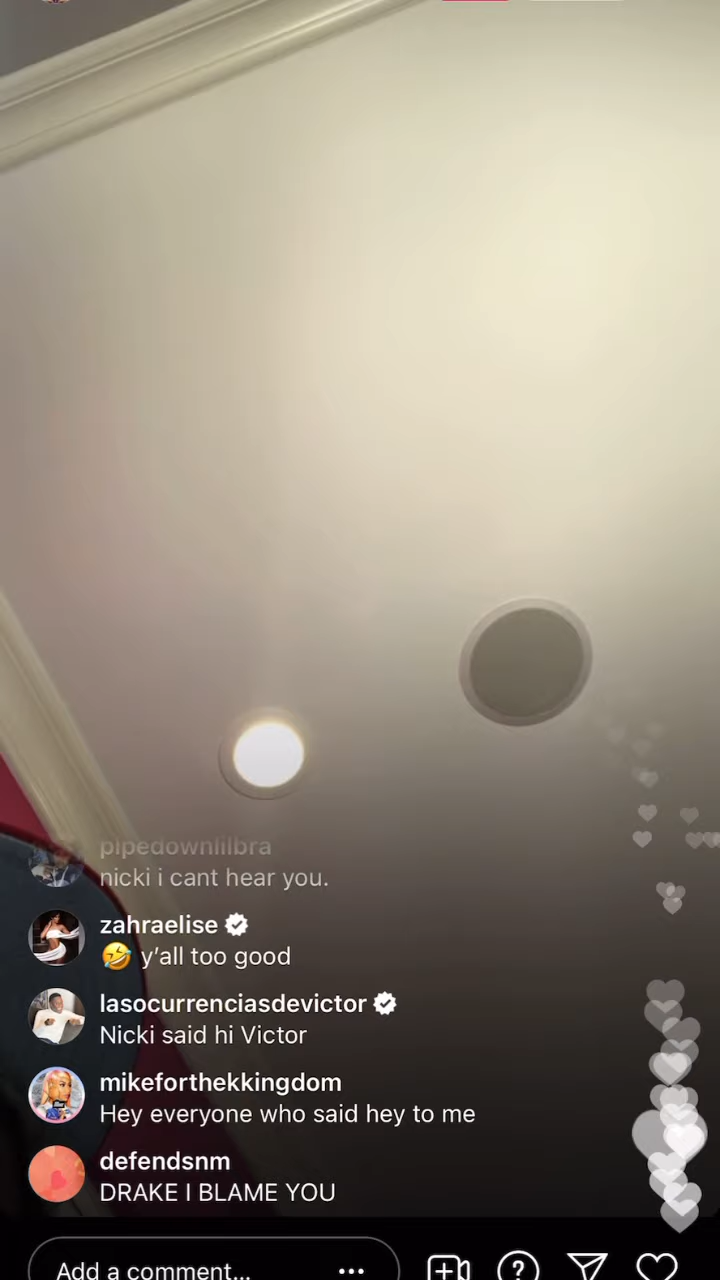 pipedownlilbra
nicki i cant hear you.
zahraelise
🤣 y'all too good
lasocurrenciasdevictor
Nicki said hi Victor
mikeforthekkingdom
Hey everyone who said hey to me
defendsnm
DRAKE I BLAME YOU
Add a comment...